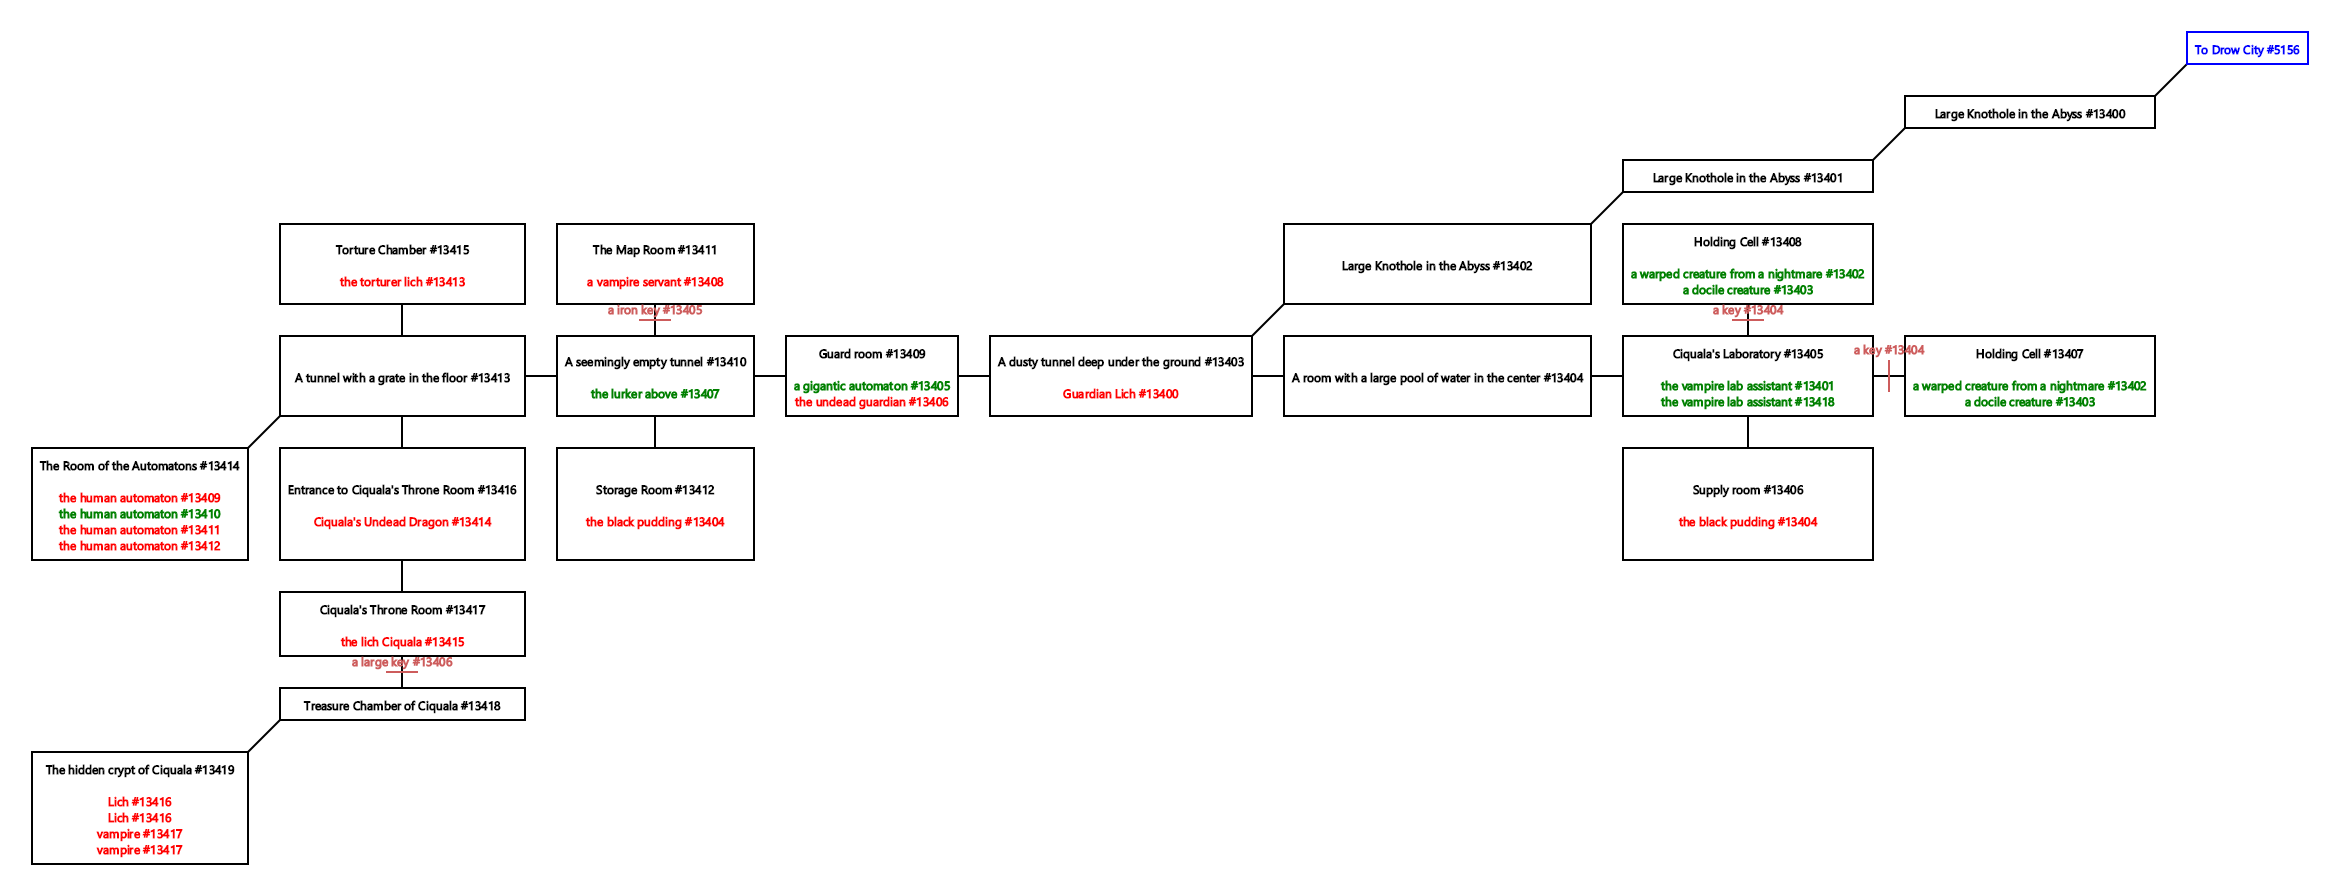 To Drow City #5156
Large Knothole in the Abyss #13400
Large Knothole in the Abyss #13401
Torture Chamber #13415
the torturer lich #13413
The Map Room #13411
a vampire servant #13408
Large Knothole in the Abyss #13402
Holding Cell #13408
a warped creature from a nightmare #13402
a docile creature #13403
a iron key #13405
a key #13404
A tunnel with a grate in the floor #13413
A seemingly empty tunnel #13410
the lurker above #13407
Guard room #13409
a gigantic automaton #13405
the undead guardian #13406
A dusty tunnel deep under the ground #13403
Guardian Lich #13400
A room with a large pool of water in the center #13404
Ciquala's Laboratory #13405
the vampire lab assistant #13401
the vampire lab assistant #13418
a key #13404
Holding Cell #13407
a warped creature from a nightmare #13402
a docile creature #13403
The Room of the Automatons #13414
the human automaton #13409
the human automaton #13410
the human automaton #13411
the human automaton #13412
Entrance to Ciquala's Throne Room #13416
Ciquala's Undead Dragon #13414
Storage Room #13412
the black pudding #13404
Supply room #13406
the black pudding #13404
Ciquala's Throne Room #13417
the lich Ciquala #13415
a large key #13406
Treasure Chamber of Ciquala #13418
The hidden crypt of Ciquala #13419
Lich #13416
Lich #13416
vampire #13417
vampire #13417